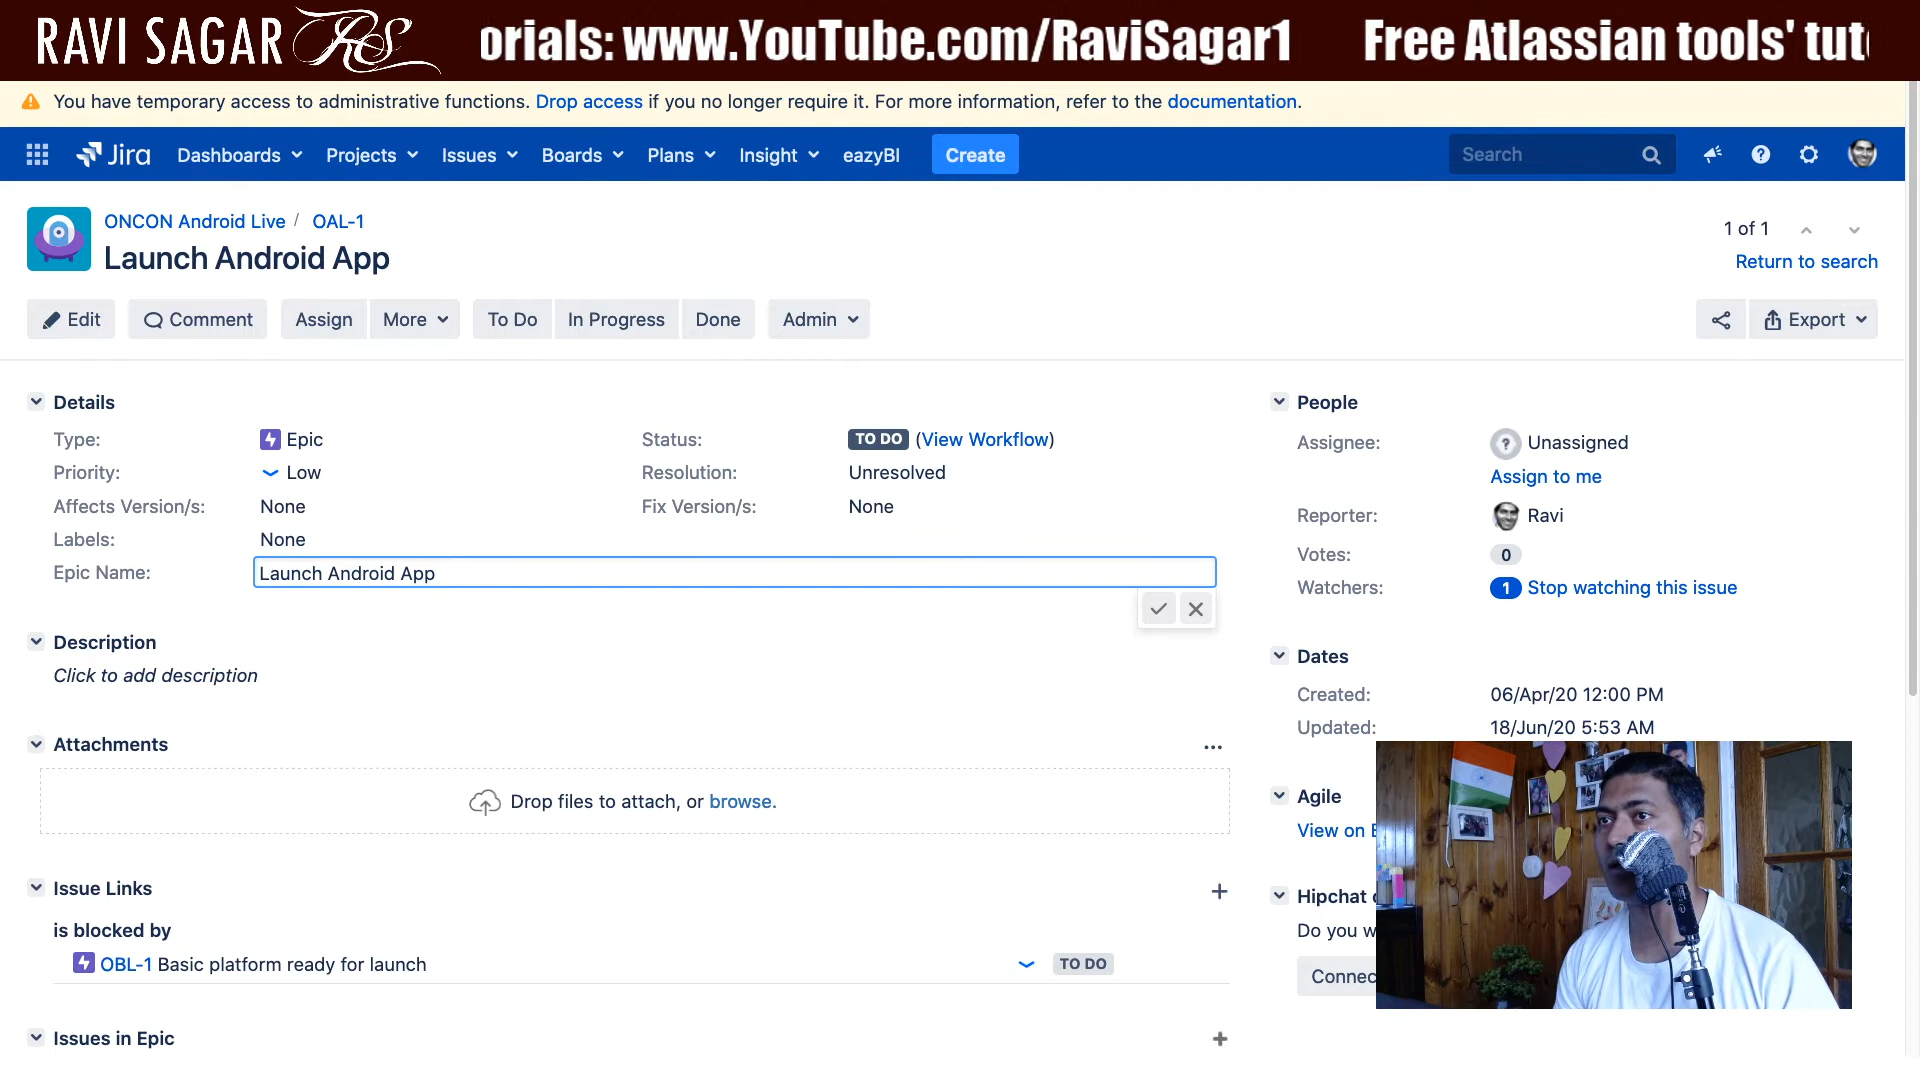 RAVI SAGAR RS orials: www.YouTube.com/RaviSagar1 Free Atlassian tools' tut
You have temporary access to administrative functions. Drop access if you no longer require it. For more information, refer to the documentation.
Jira Dashboards Projects Issues Boards Plans Insight eazyBI Create Search
ONCON Android Live / OAL-1
Launch Android App
1 of 1
Return to search
Edit Comment Assign More To Do In Progress Done Admin Export
Details
Type: Epic
Status: TO DO (View Workflow)
Priority: Low
Resolution: Unresolved
Affects Version/s: None
Fix Version/s: None
Labels: None
Epic Name: Launch Android App
Description
Click to add description
Attachments
Drop files to attach, or browse.
Issue Links
is blocked by
OBL-1 Basic platform ready for launch TO DO
Issues in Epic
People
Assignee: Unassigned
Assign to me
Reporter: Ravi
Votes: 0
Watchers: 1 Stop watching this issue
Dates
Created: 06/Apr/20 12:00 PM
Updated: 18/Jun/20 5:53 AM
Agile
View on
Hipchat
Do you w
Connec